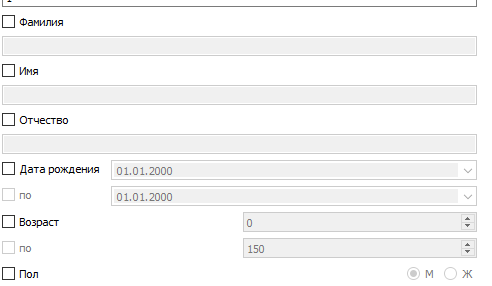 Фамилия
Имя
Отчество
Дата рождения 01.01.2000
по 01.01.2000
Возраст 0
по 150
Пол М Ж